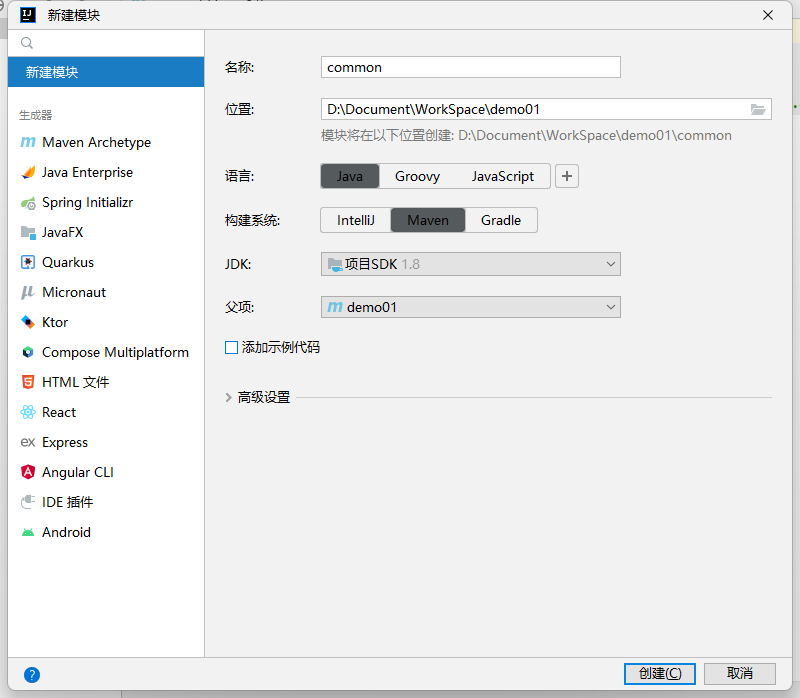 新建模块
新建模块
生成器
Maven Archetype
Java Enterprise
Spring Initializr
JavaFX
Quarkus
Micronaut
Ktor
Compose Multiplatform
HTML 文件
React
Express
Angular CLI
IDE 插件
Android
名称: common
位置: D:\Document\WorkSpace\demo01
模块将在以下位置创建: D:\Document\WorkSpace\demo01\common
语言: Java Groovy JavaScript +
构建系统: IntelliJ Maven Gradle
JDK: 项目SDK 1.8
父项: demo01
添加示例代码
高级设置
? 创建(C) 取消